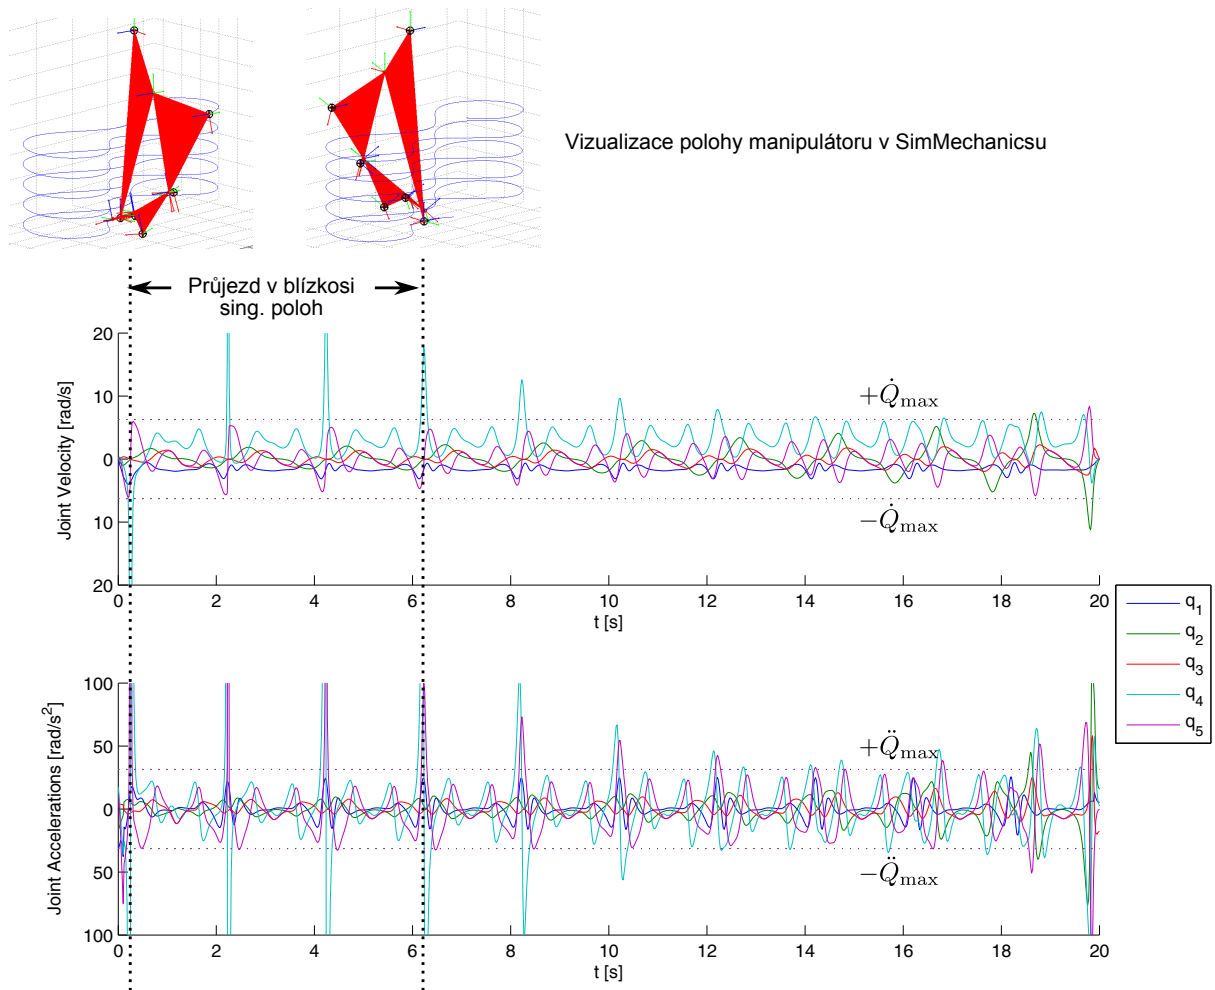 Vizualizace polohy manipulátoru v SimMechanicsu
Průjezd v blízkosi
sing. poloh
Joint Velocity [rad/s]
20
10
0
10
20
+Q̇max
−Q̇max
0 2 4 6 8 10 12 14 16 18 20
t [s]
q1
q2
q3
q4
q5
Joint Accelerations [rad/s²]
100
50
0
50
100
+Q̈max
−Q̈max
0 2 4 6 8 10 12 14 16 18 20
t [s]